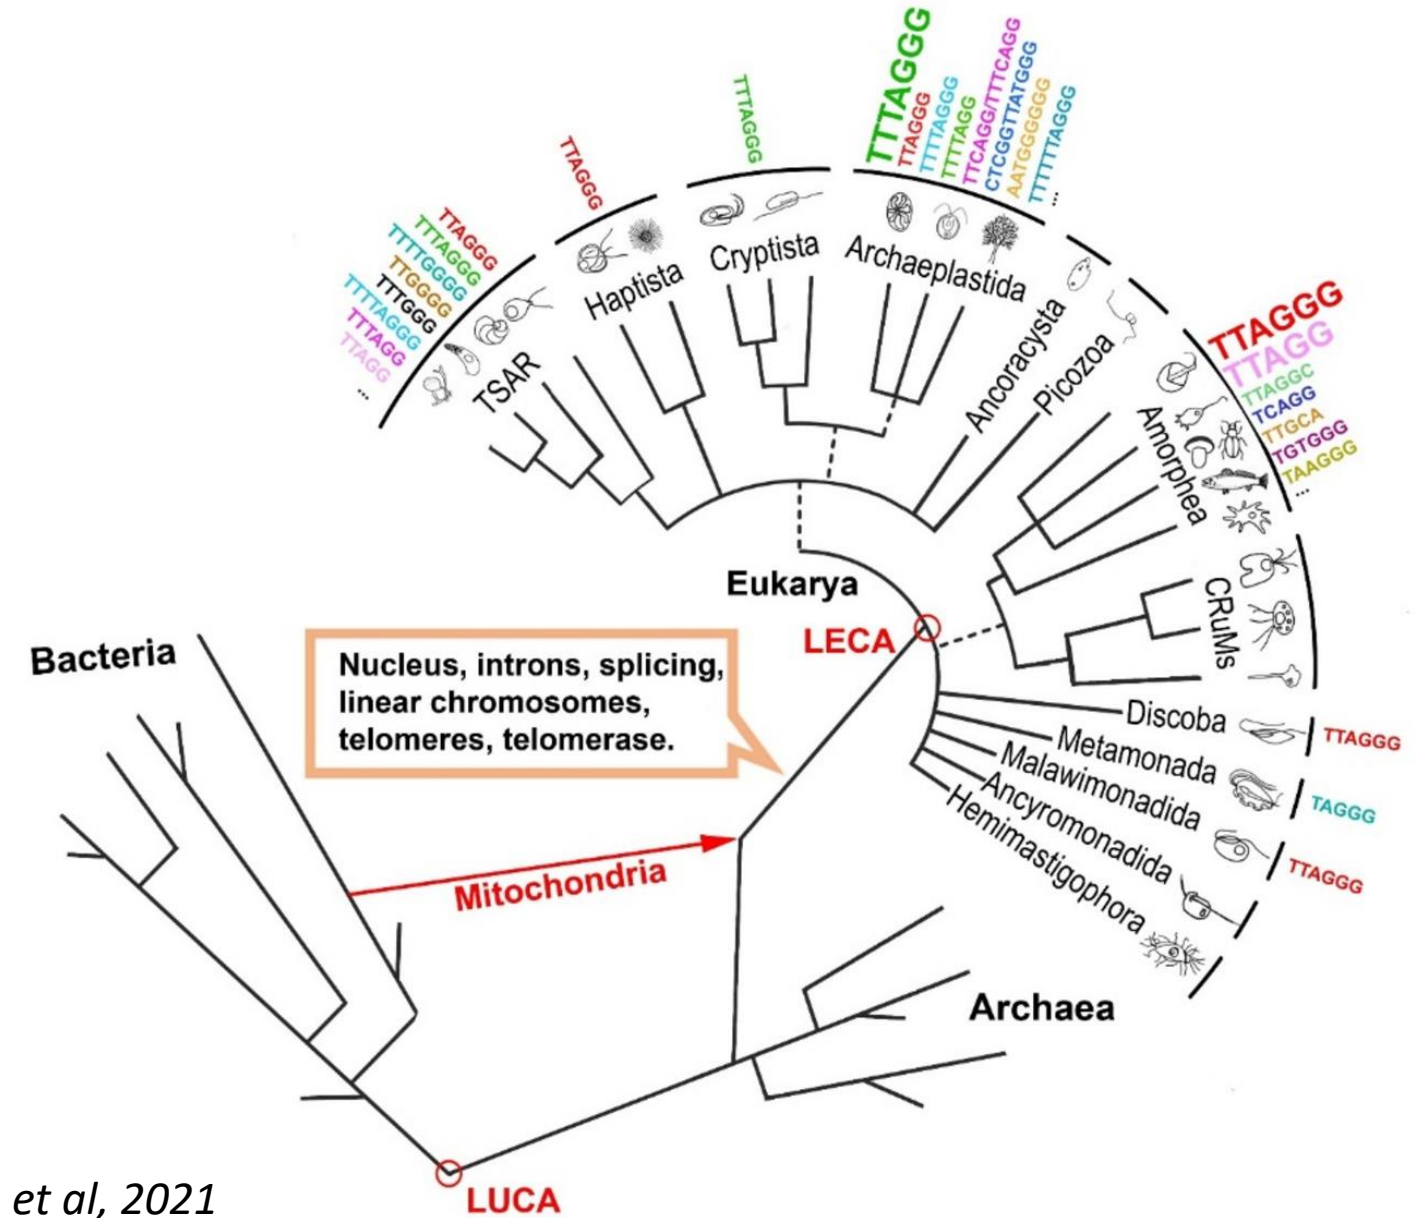 TTTAGGG
TTAGGG
TTTTAGGG
TTTTAGG
TTCAGG/TTTCAGG
CTCGGTTATGGG
AATGGGGGGG
TTTTTTAGGG
...
TTTAGGG
TTAGGG
TTAGGG
TTTAGGG
TTTTGGGG
TTGGGG
TTTGGG
TTTTAGGG
TTTAGG
TTAGG
...
TSAR
Haptista
Cryptista
Archaeplastida
Ancoracysta
Picozoa
Amorphea
TTAGGG
TTAGG
TTAGGC
TCAGG
TTGCA
TGTGGG
TAAGGG
...
CRuMs
Discoba
TTAGGG
Metamonada
TAGGG
Malawimonadida
TTAGGG
Ancyromonadida
Hemimastigophora
Eukarya
LECA
Nucleus, introns, splicing,
linear chromosomes,
telomeres, telomerase.
Bacteria
Mitochondria
Archaea
LUCA
et al, 2021